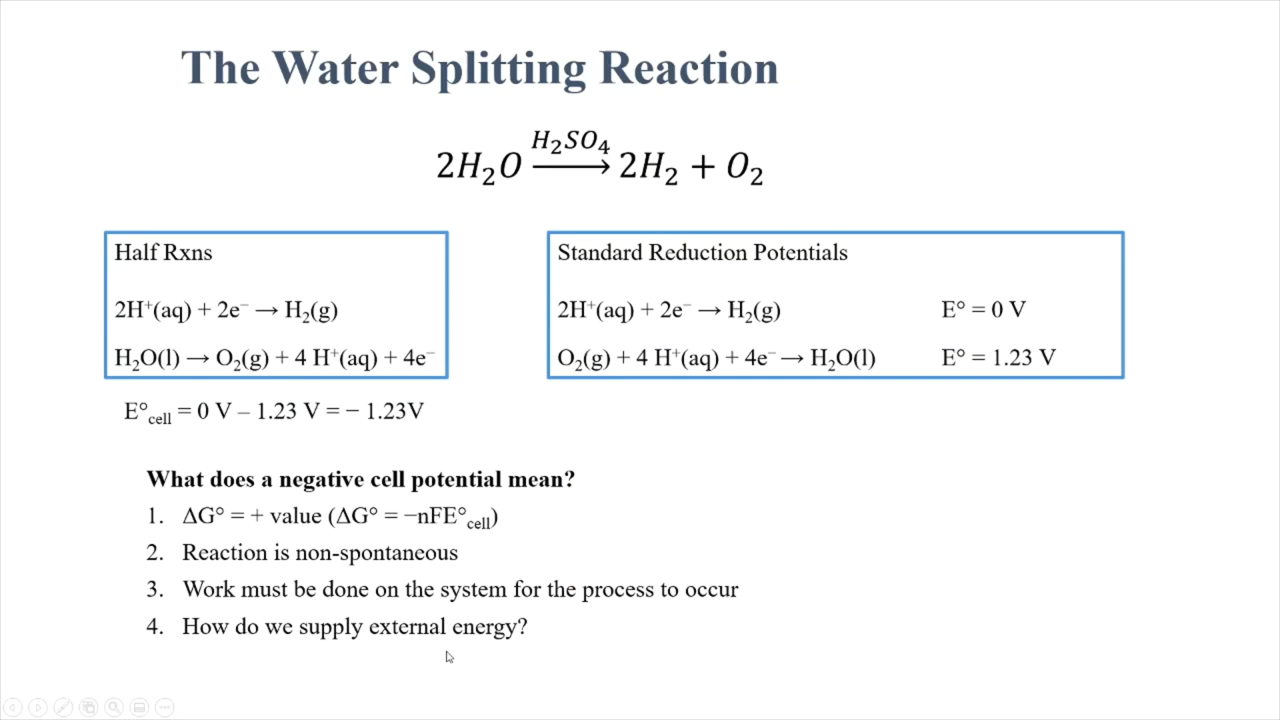 The Water Splitting Reaction
2H₂O H₂SO₄ ⟶ 2H₂ + O₂
Half Rxns
2H⁺(aq) + 2e⁻ → H₂(g)
H₂O(l) → O₂(g) + 4 H⁺(aq) + 4e⁻
Standard Reduction Potentials
2H⁺(aq) + 2e⁻ → H₂(g) E° = 0 V
O₂(g) + 4 H⁺(aq) + 4e⁻ → H₂O(l) E° = 1.23 V
E°cell = 0 V – 1.23 V = − 1.23V
What does a negative cell potential mean?
1. ΔG° = + value (ΔG° = −nFE°cell)
2. Reaction is non-spontaneous
3. Work must be done on the system for the process to occur
4. How do we supply external energy?